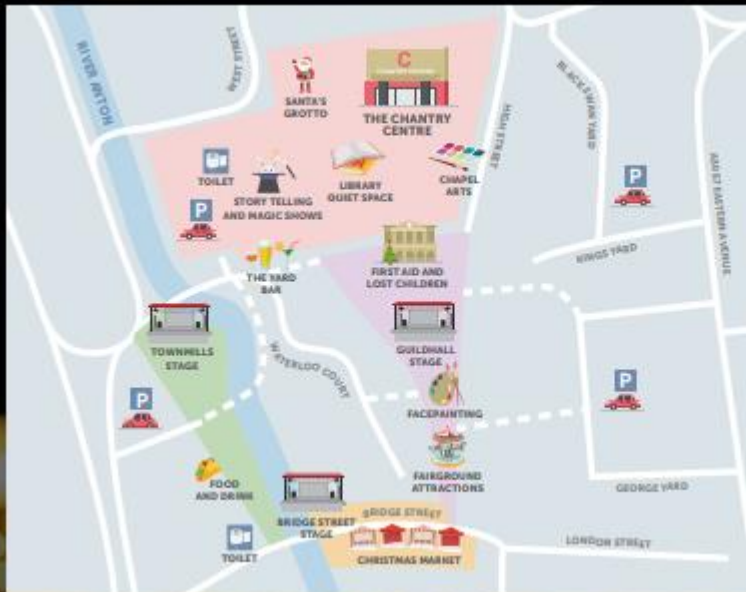 RIVER ANTON
WEST STREET
SANTA'S
GROTTO
C
THE CHANTRY
CENTRE
HIGH STREET
BLACK SWAN YARD
TOILET
STORY TELLING
AND MAGIC SHOWS
LIBRARY
QUIET SPACE
CHAPEL
ARTS
P
P
EASTERN AVENUE
KINGS YARD
THE YARD
BAR
FIRST AID AND
LOST CHILDREN
TOWNMILLS
STAGE
WATERLOO COURT
GUILDHALL
STAGE
P
P
FACEPAINTING
FAIRGROUND
ATTRACTIONS
FOOD
AND DRINK
GEORGE YARD
BRIDGE STREET
STAGE
BRIDGE STREET
TOILET
CHRISTMAS MARKET
LONDON STREET